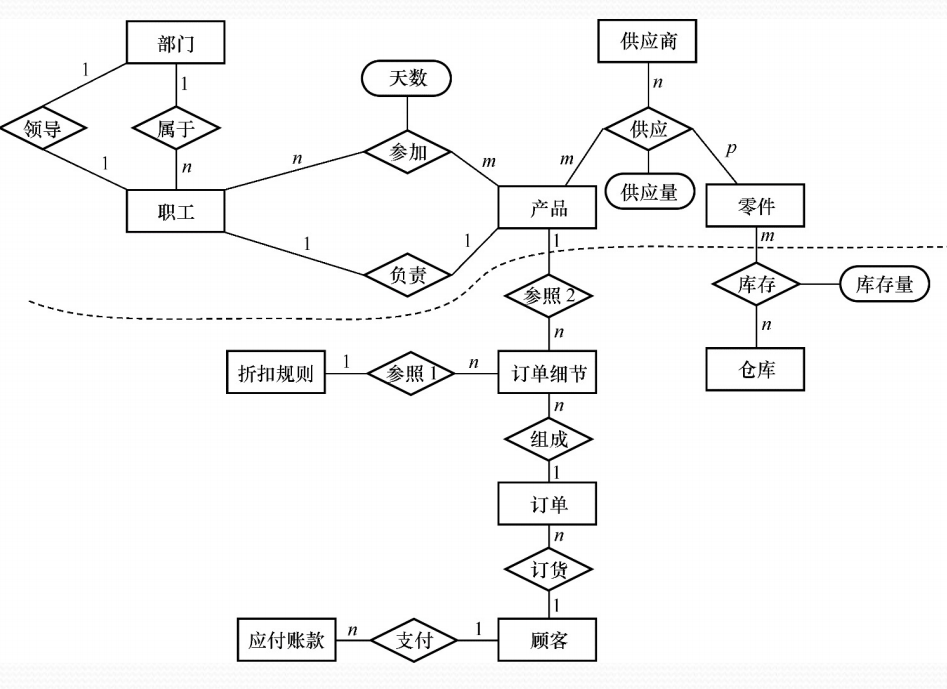 部门
供应商
1
1
天数
n
领导
属于
供应
参加
1
n
n
m
m
p
供应量
职工
产品
零件
1
1
1
m
负责
参照2
库存
库存量
n
n
折扣规则
1
参照1
n
订单细节
仓库
n
组成
1
订单
n
订货
1
应付账款
n
支付
1
顾客